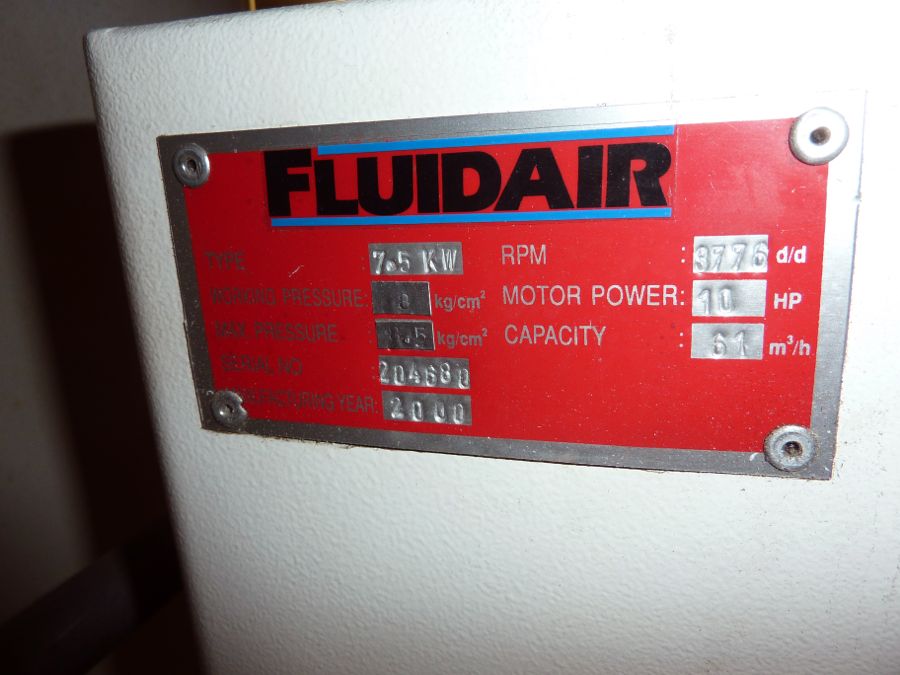 FLUIDAIR
TYPE : 7.5 KW
WORKING PRESSURE: 8 kg/cm²
MAX. PRESSURE : kg/cm²
SERIAL NO : 204680
MANUFACTURING YEAR: 2000
RPM : 3776 d/d
MOTOR POWER: 10 HP
CAPACITY : 61 m³/h